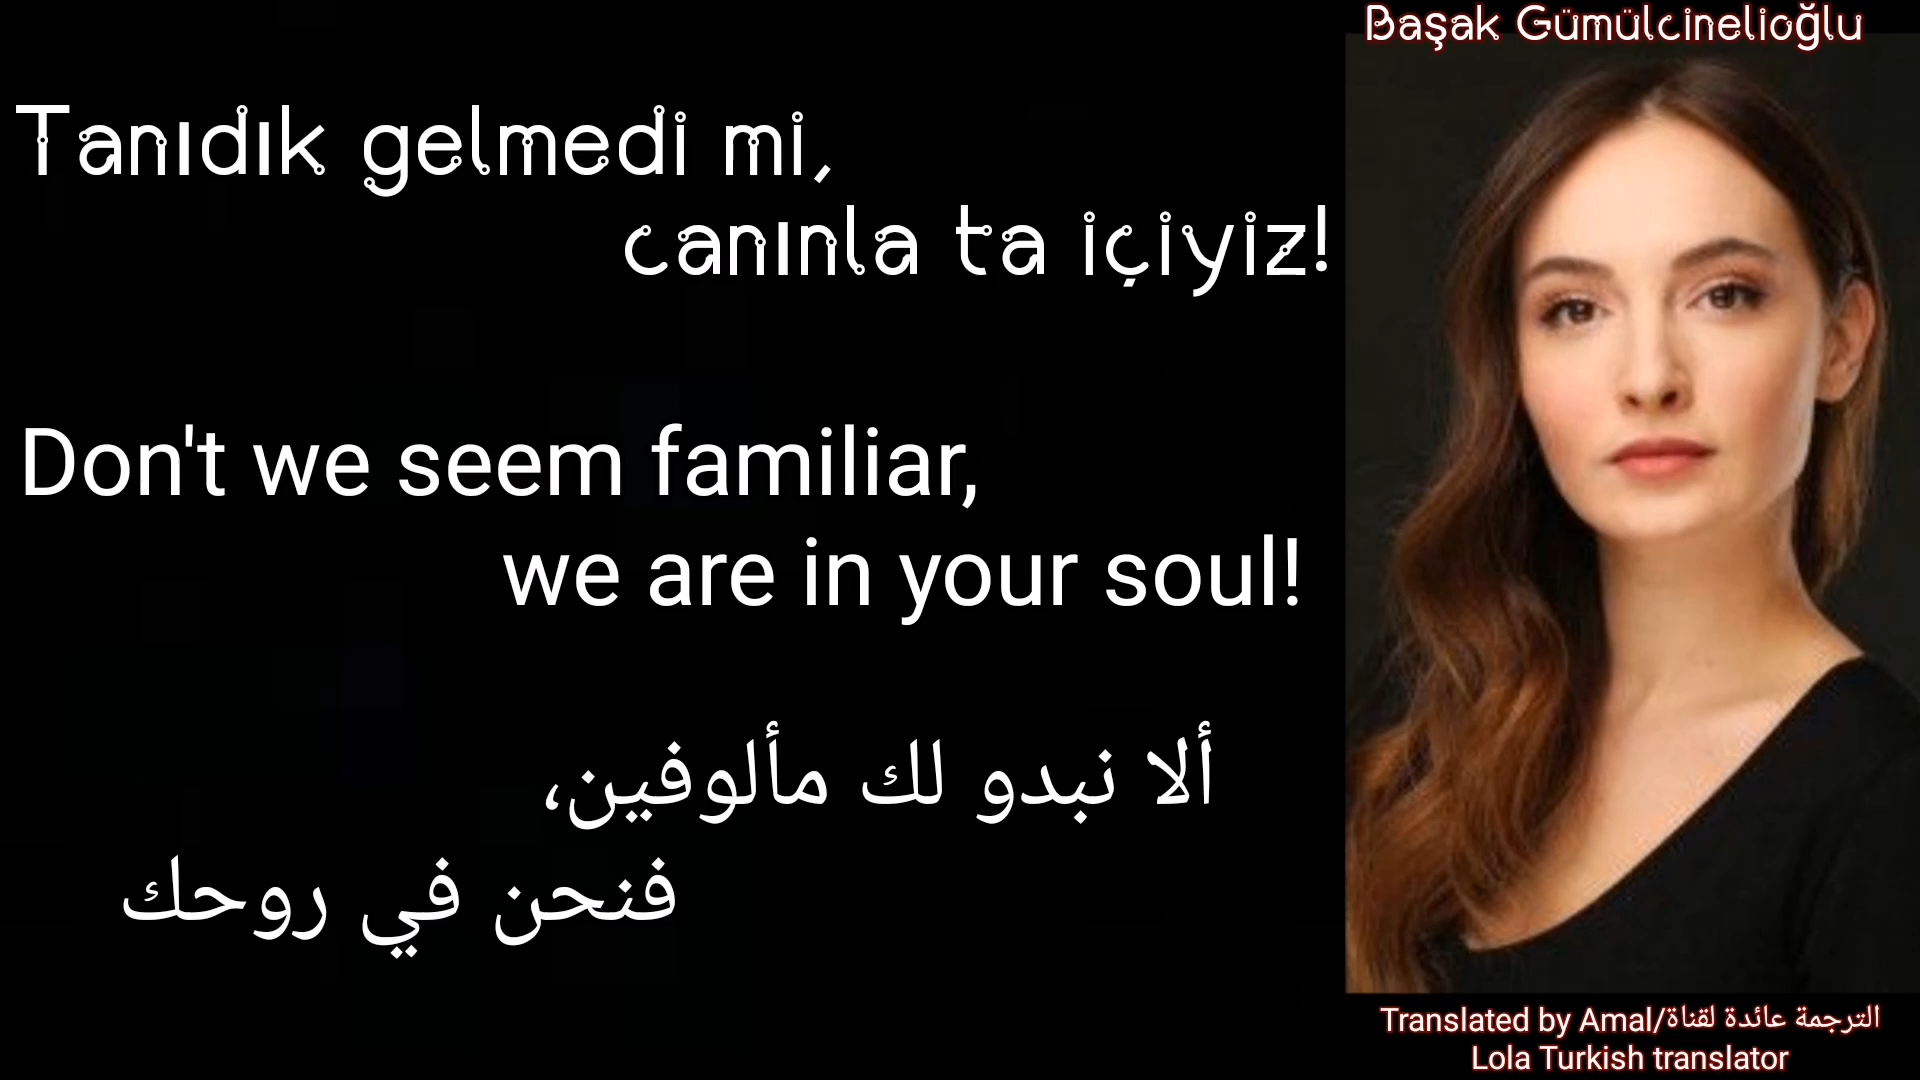 Başak Gümülcinelioğlu
Tanıdık gelmedi mi,
canınla ta içiyiz!
Don't we seem familiar,
we are in your soul!
ألا نبدو لك مألوفين،
فنحن في روحك
Translated by Amal/الترجمة عائدة لقناة
Lola Turkish translator